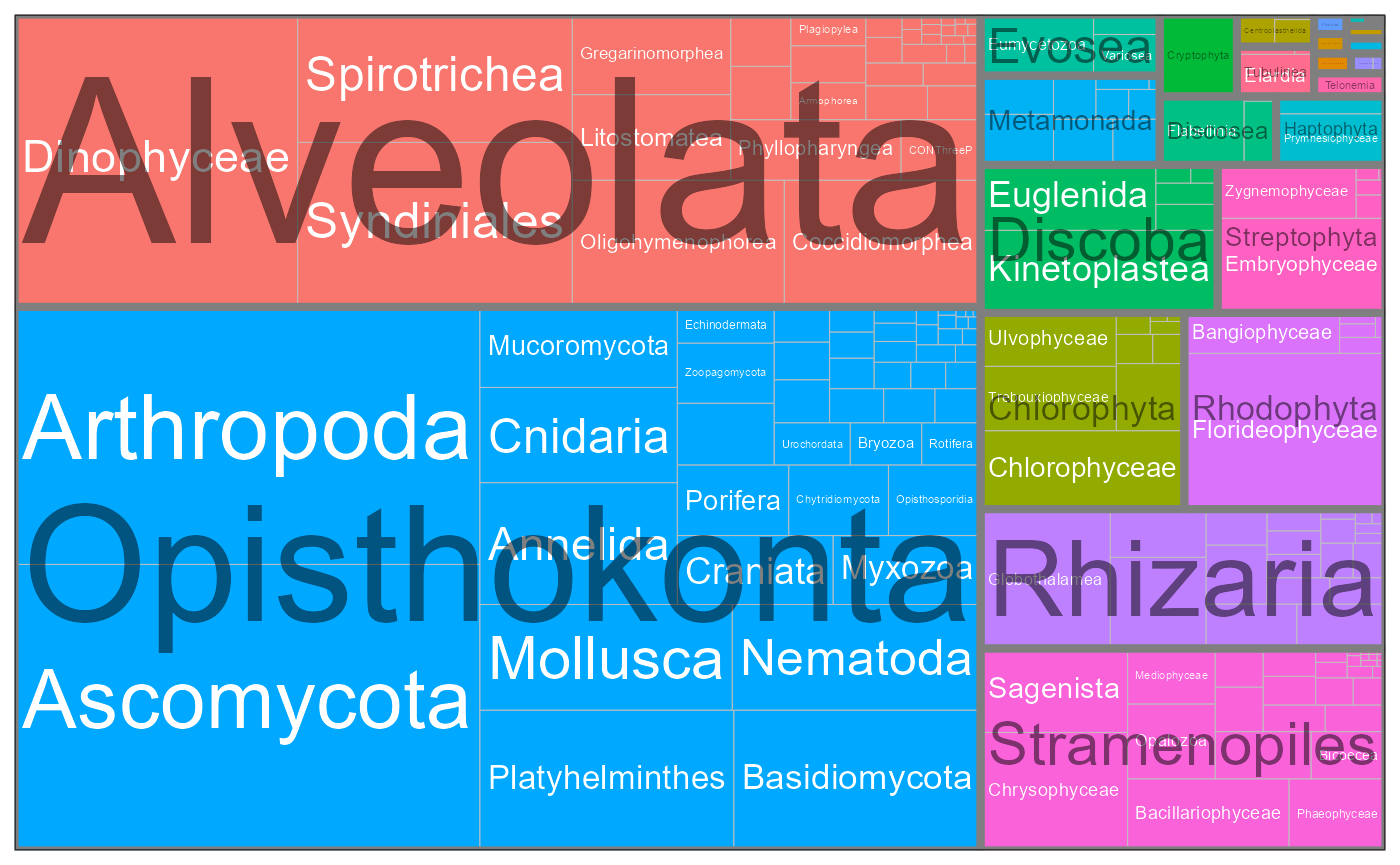 Alveolata
Dinophyceae
Spirotrichea
Syndiniales
Gregarinomorphea
Litostomatea
Oligohymenophorea
Plagiopylea
Armophorea
Phyllopharyngea
CONThreeP
Coccidiomorphea
Opisthokonta
Arthropoda
Ascomycota
Mucoromycota
Cnidaria
Annelida
Mollusca
Nematoda
Platyhelminthes
Basidiomycota
Echinodermata
Zoopagomycota
Urochordata
Bryozoa
Rotifera
Porifera
Chytridiomycota
Opisthosporidia
Craniata
Myxozoa
Evosea
Eumycetozoa
Variosea
Cryptophyta
Centroplasthelida
Tubulinea
Elardia
Telonemia
Metamonada
Discosea
Flabellinia
Haptophyta
Prymnesiophyceae
Discoba
Euglenida
Kinetoplastea
Zygnemophyceae
Streptophyta
Embryophyceae
Ulvophyceae
Trebouxiophyceae
Chlorophyta
Chlorophyceae
Bangiophyceae
Rhodophyta
Florideophyceae
Rhizaria
Globothalamea
Stramenopiles
Sagenista
Chrysophyceae
Mediophyceae
Opalozoa
Bicoecea
Bacillariophyceae
Phaeophyceae